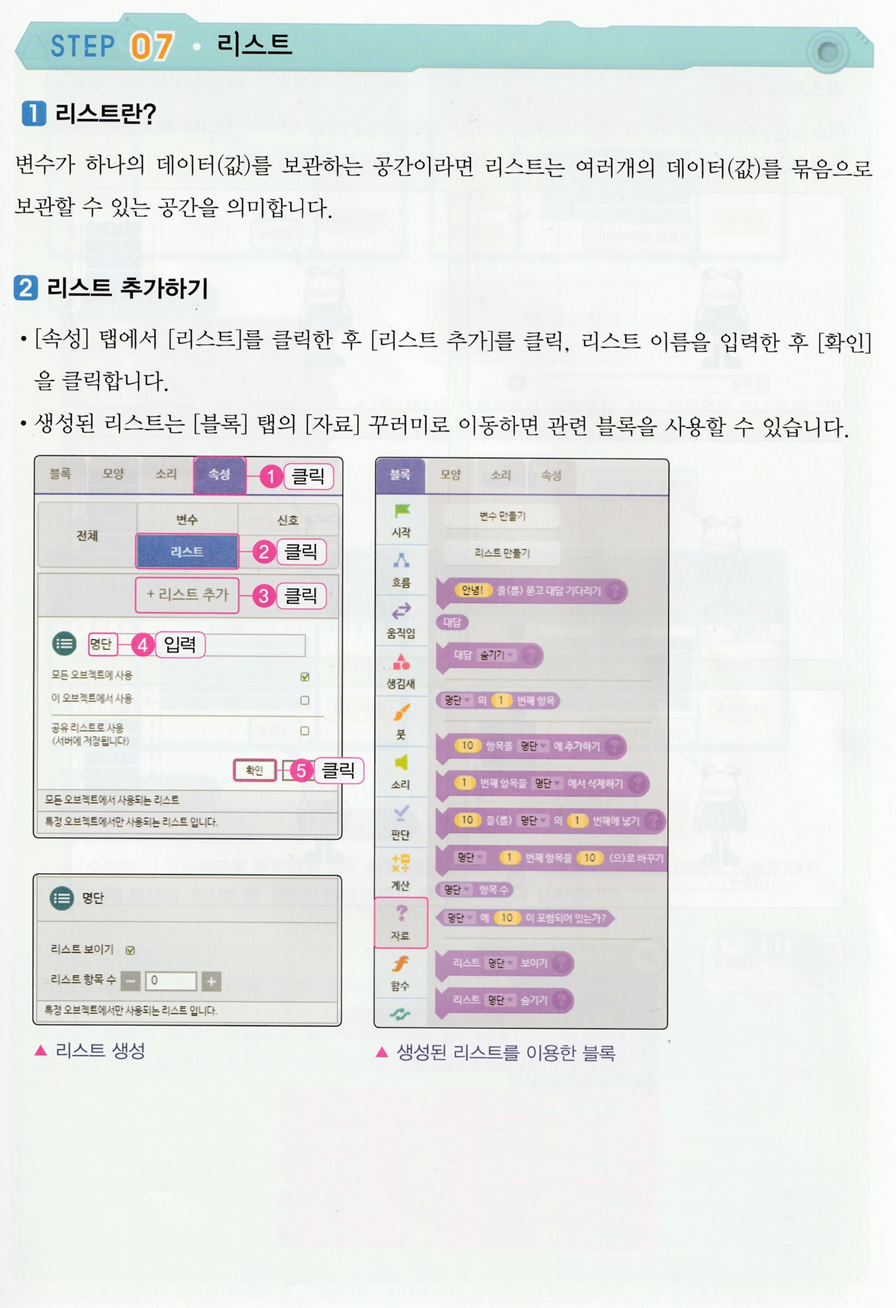 STEP 07 · 리스트
1 리스트란?
변수가 하나의 데이터(값)를 보관하는 공간이라면 리스트는 여러개의 데이터(값)를 묶음으로
보관할 수 있는 공간을 의미합니다.
2 리스트 추가하기
• [속성] 탭에서 [리스트]를 클릭한 후 [리스트 추가]를 클릭, 리스트 이름을 입력한 후 [확인]
을 클릭합니다.
• 생성된 리스트는 [블록] 탭의 [자료] 꾸러미로 이동하면 관련 블록을 사용할 수 있습니다.
블록 모양 소리 속성 1 클릭
전체 변수 신호
리스트 2 클릭
+ 리스트 추가 3 클릭
명단 4 입력
모든 오브젝트에 사용
이 오브젝트에서 사용
공유 리스트로 사용
(서버에 저장됩니다)
확인 5 클릭
모든 오브젝트에서 사용되는 리스트
특정 오브젝트에서만 사용되는 리스트 입니다.
명단
리스트 보이기
리스트 항목 수 − 0 +
특정 오브젝트에서만 사용되는 리스트 입니다.
▲ 리스트 생성
블록 모양 소리 속성
시작
흐름
움직임
생김새
붓
소리
판단
계산
자료
함수
변수 만들기
리스트 만들기
안녕! 을(를) 묻고 대답 기다리기
대답
대답 숨기기
명단 의 1 번째 항목
10 항목을 명단 에 추가하기
1 번째 항목을 명단 에서 삭제하기
10 을(를) 명단 의 1 번째에 넣기
명단 1 번째 항목을 10 (으)로 바꾸기
명단 항목 수
명단 에 10 이 포함되어 있는가?
리스트 명단 보이기
리스트 명단 숨기기
▲ 생성된 리스트를 이용한 블록